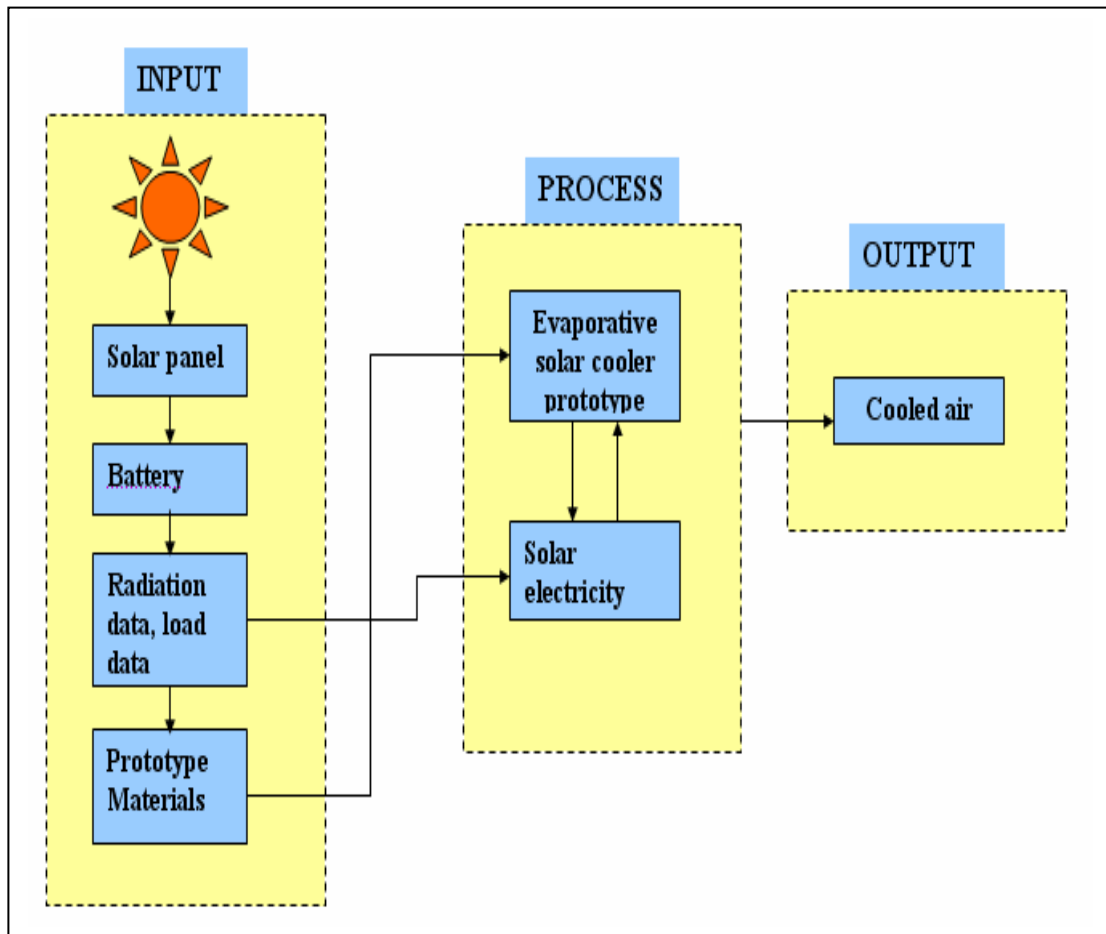 INPUT
Solar panel
Battery
Radiation
data, load
data
Prototype
Materials
PROCESS
Evaporative
solar cooler
prototype
Solar
electricity
OUTPUT
Cooled air